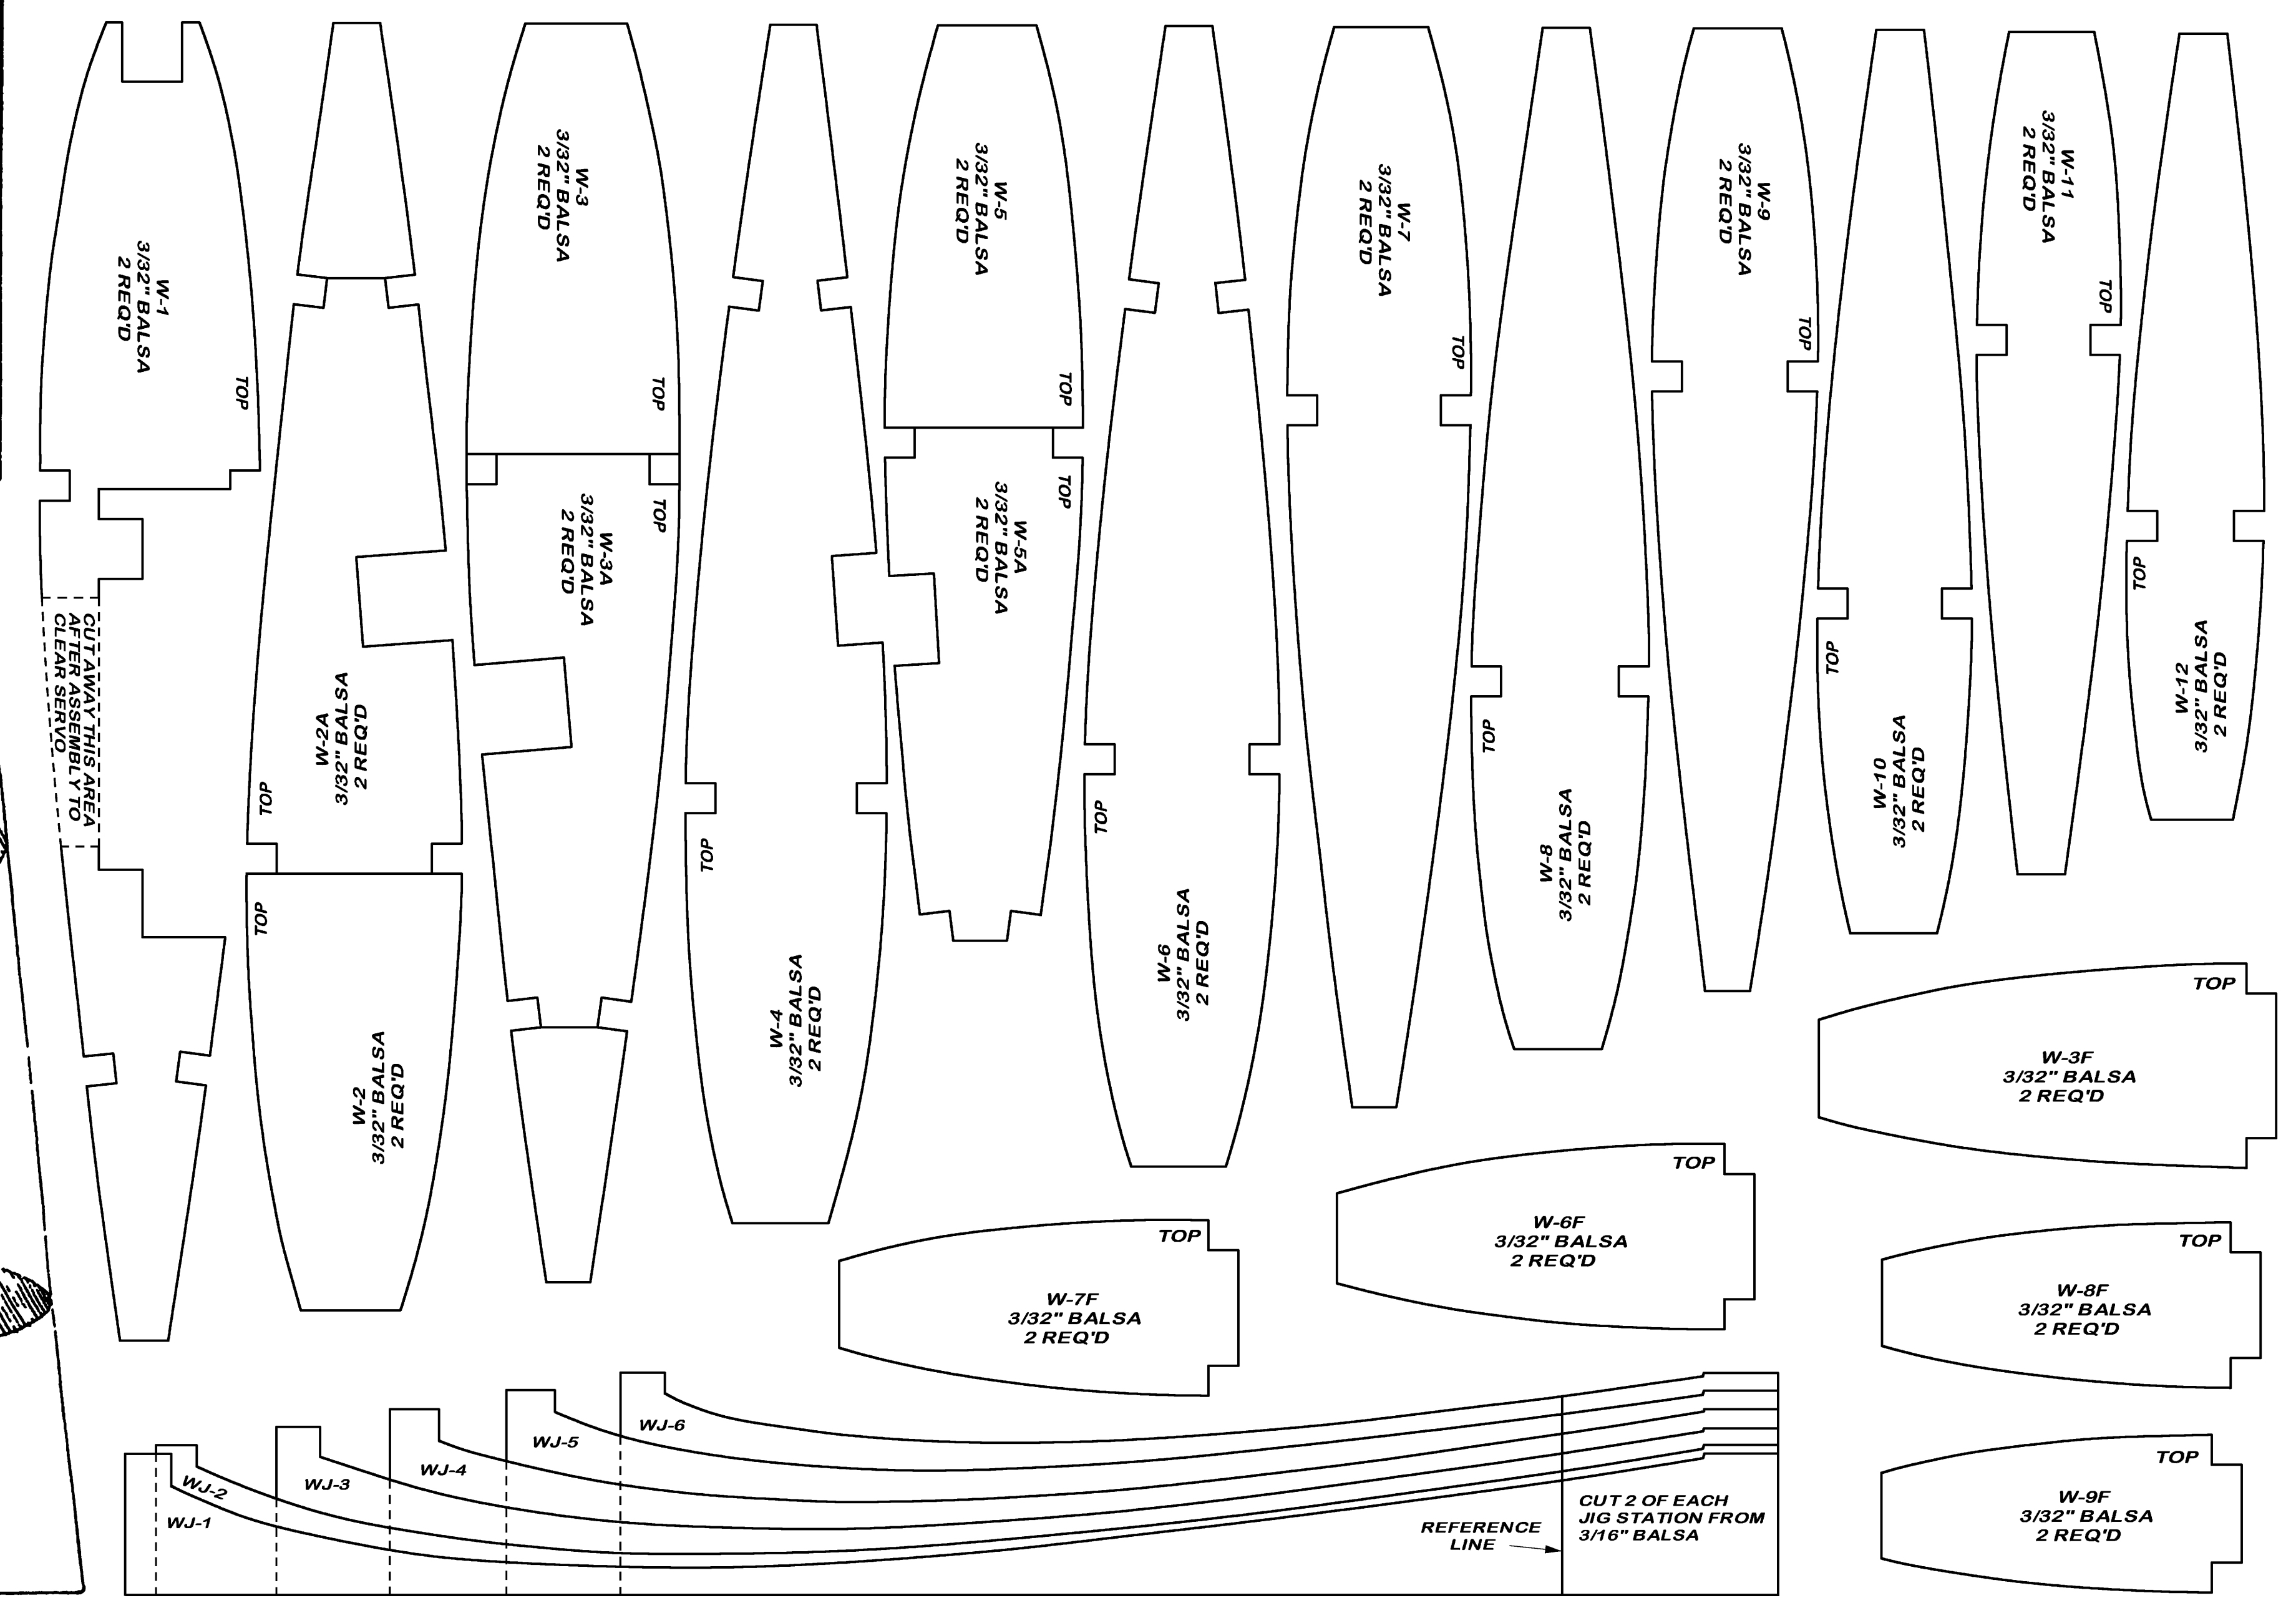 W-1
3/32" BALSA
2 REQ'D
TOP
CUT AWAY THIS AREA
AFTER ASSEMBLY TO
CLEAR SERVO
W-2A
3/32" BALSA
2 REQ'D
TOP
TOP
W-2
3/32" BALSA
2 REQ'D
W-3
3/32" BALSA
2 REQ'D
TOP
TOP
W-3A
3/32" BALSA
2 REQ'D
TOP
W-4
3/32" BALSA
2 REQ'D
W-5
3/32" BALSA
2 REQ'D
TOP
TOP
W-5A
3/32" BALSA
2 REQ'D
TOP
W-6
3/32" BALSA
2 REQ'D
W-7
3/32" BALSA
2 REQ'D
TOP
TOP
W-8
3/32" BALSA
2 REQ'D
W-9
3/32" BALSA
2 REQ'D
TOP
TOP
W-10
3/32" BALSA
2 REQ'D
W-11
3/32" BALSA
2 REQ'D
TOP
TOP
W-12
3/32" BALSA
2 REQ'D
TOP
W-3F
3/32" BALSA
2 REQ'D
TOP
W-6F
3/32" BALSA
2 REQ'D
TOP
W-7F
3/32" BALSA
2 REQ'D
TOP
W-8F
3/32" BALSA
2 REQ'D
TOP
W-9F
3/32" BALSA
2 REQ'D
WJ-1
WJ-2
WJ-3
WJ-4
WJ-5
WJ-6
REFERENCE
LINE
CUT 2 OF EACH
JIG STATION FROM
3/16" BALSA